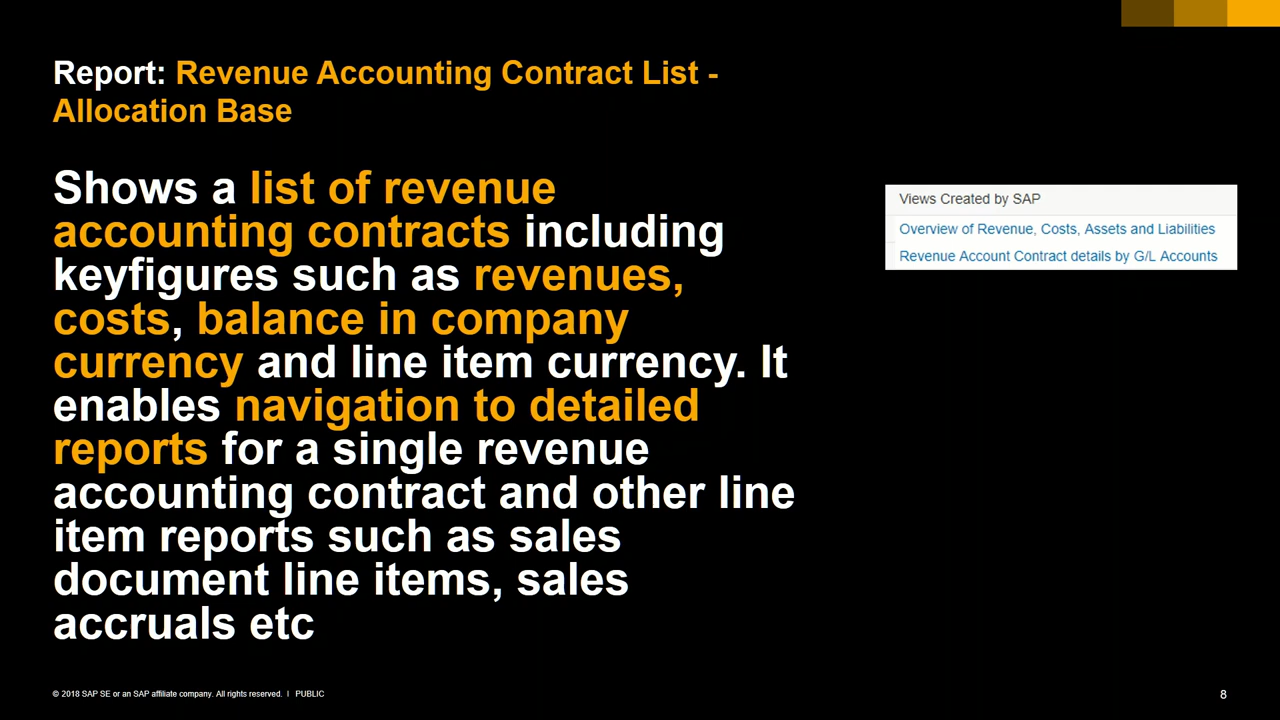 Report: Revenue Accounting Contract List -
Allocation Base
Shows a list of revenue
accounting contracts including
keyfigures such as revenues,
costs, balance in company
currency and line item currency. It
enables navigation to detailed
reports for a single revenue
accounting contract and other line
item reports such as sales
document line items, sales
accruals etc
Views Created by SAP
Overview of Revenue, Costs, Assets and Liabilities
Revenue Account Contract details by G/L Accounts
© 2018 SAP SE or an SAP affiliate company. All rights reserved. I PUBLIC
8